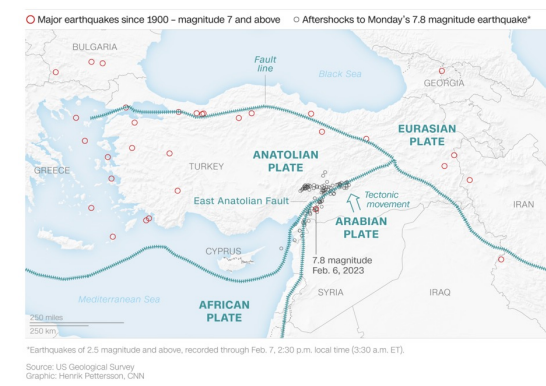 Major earthquakes since 1900 – magnitude 7 and above
Aftershocks to Monday's 7.8 magnitude earthquake*
BULGARIA
Fault
line
Black Sea
GEORGIA
EURASIAN
PLATE
ANATOLIAN
PLATE
GREECE
TURKEY
East Anatolian Fault
Tectonic
movement
IRAN
ARABIAN
PLATE
CYPRUS
7.8 magnitude
Feb. 6, 2023
SYRIA
IRAQ
Mediterranean Sea
AFRICAN
PLATE
250 miles
250 km
*Earthquakes of 2.5 magnitude and above, recorded through Feb. 7, 2:30 p.m. local time (3:30 a.m. ET).
Source: US Geological Survey
Graphic: Henrik Pettersson, CNN